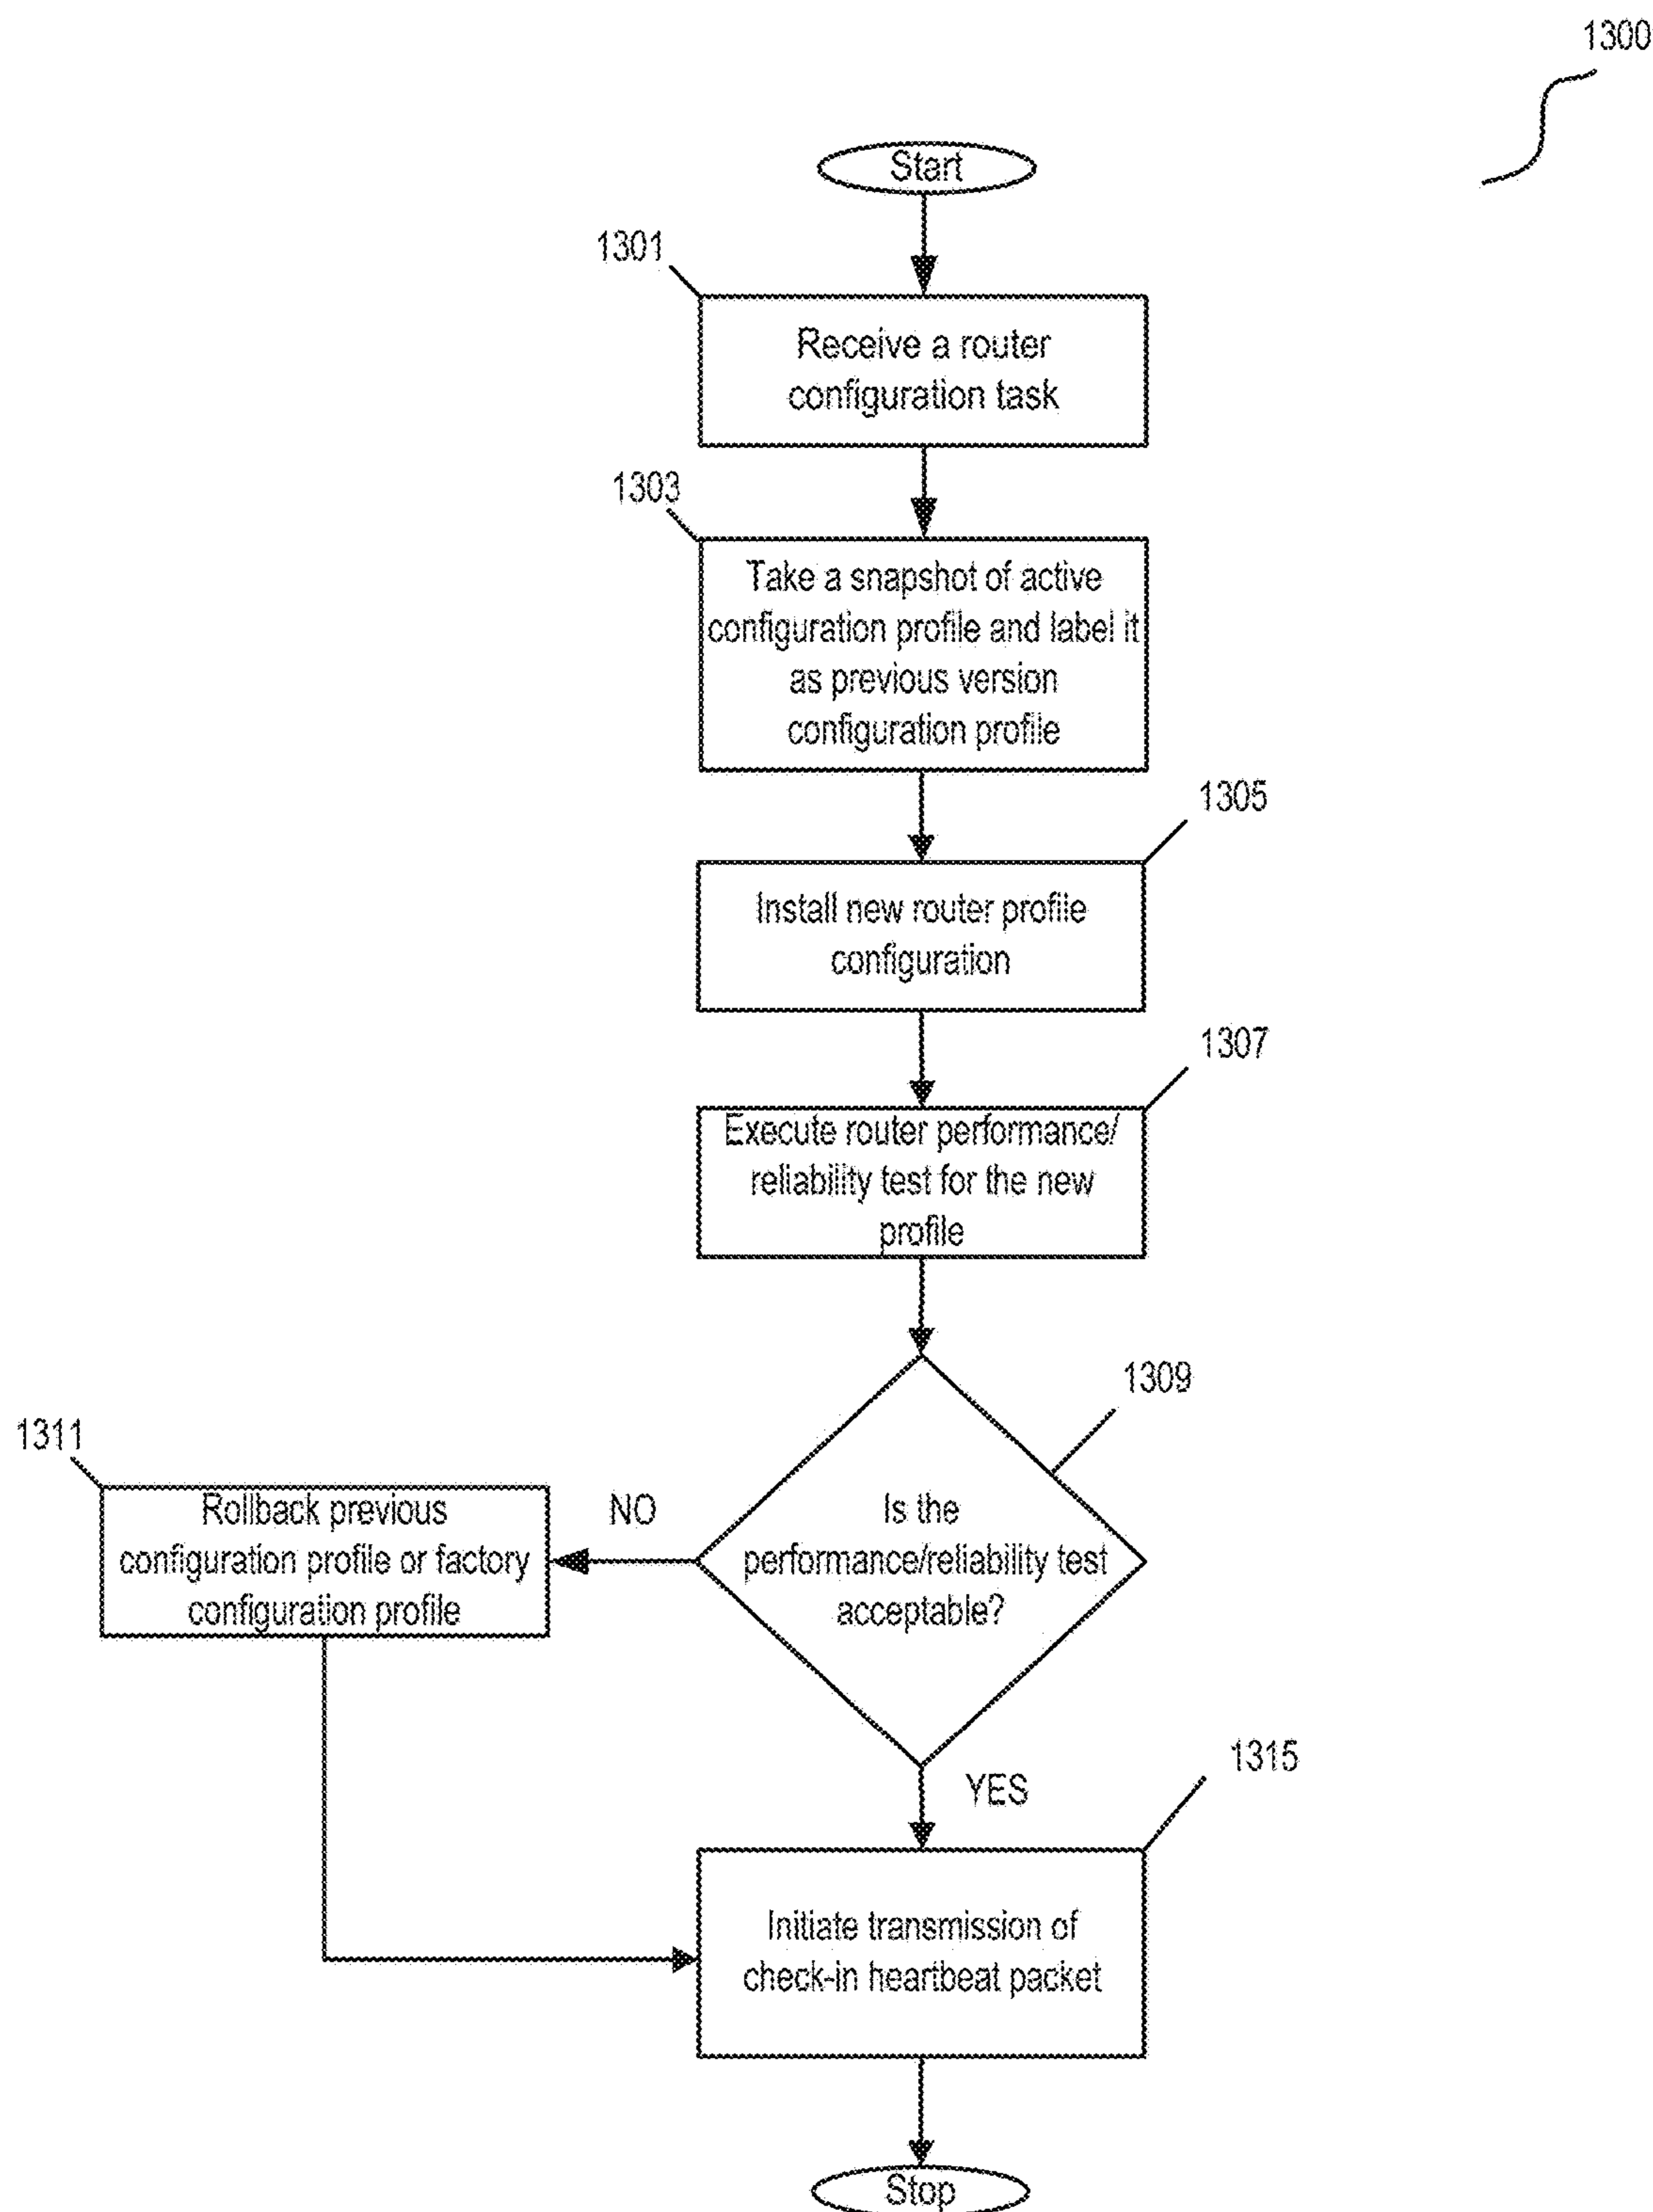 1300
Start
1301
Receive a router
configuration task
1303
Take a snapshot of active
configuration profile and label it
as previous version
configuration profile
1305
Install new router profile
configuration
1307
Execute router performance/
reliability test for the new
profile
1309
Is the
performance/reliability test
acceptable?
NO
1311
Rollback previous
configuration profile or factory
configuration profile
YES
1315
Initiate transmission of
check-in heartbeat packet
Stop